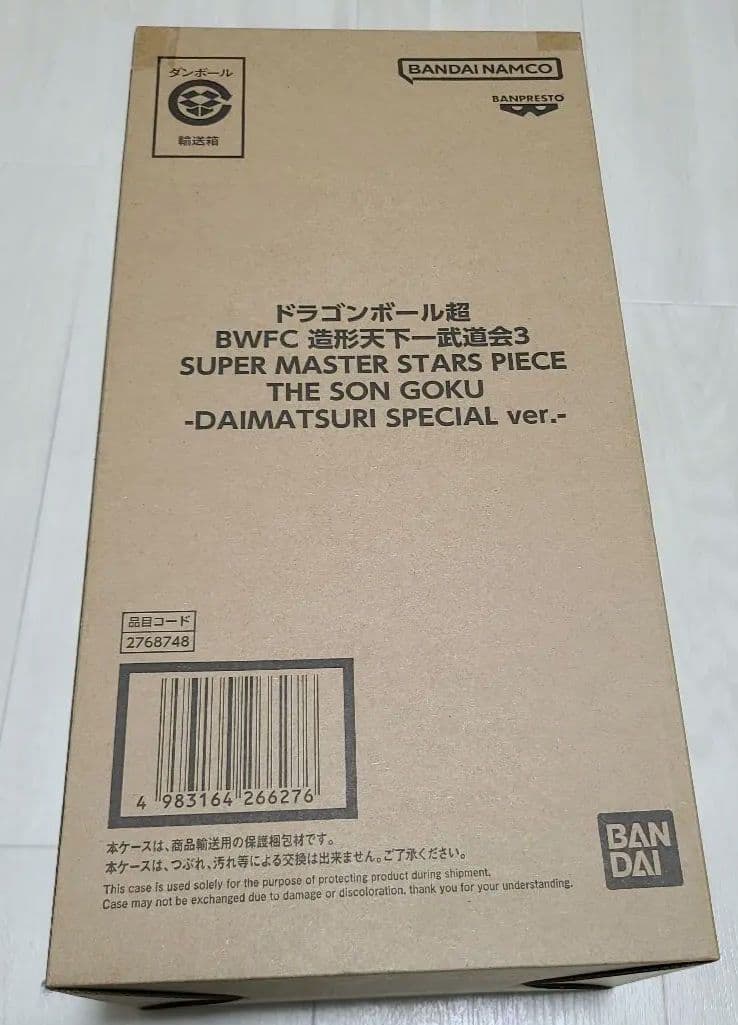 ダンボール
輸送箱
BANDAI NAMCO
BANPRESTO
ドラゴンボール超
BWFC 造形天下一武道会3
SUPER MASTER STARS PIECE
THE SON GOKU
-DAIMATSURI SPECIAL ver.-
品目コード
2768748
4 983164 266276
本ケースは、商品輸送用の保護梱包材です。
本ケースは、つぶれ、汚れ等による交換は出来ません。ご了承ください。
This case is used solely for the purpose of protecting product during shipment.
Case may not be exchanged due to damage or discoloration, thank you for your understanding.
BAN
DAI